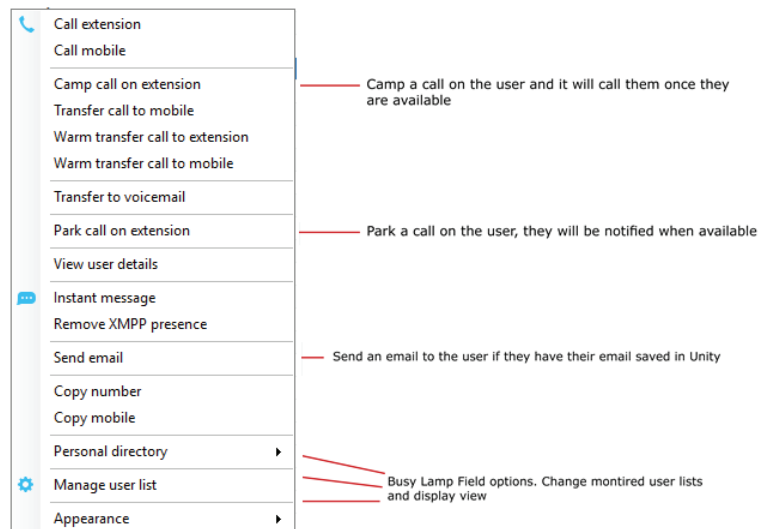 Call extension
Call mobile
Camp call on extension
Camp a call on the user and it will call them once they
are available
Transfer call to mobile
Warm transfer call to extension
Warm transfer call to mobile
Transfer to voicemail
Park call on extension
Park a call on the user, they will be notified when available
View user details
Instant message
Remove XMPP presence
Send email
Send an email to the user if they have their email saved in Unity
Copy number
Copy mobile
Personal directory
Manage user list
Busy Lamp Field options. Change montired user lists
and display view
Appearance